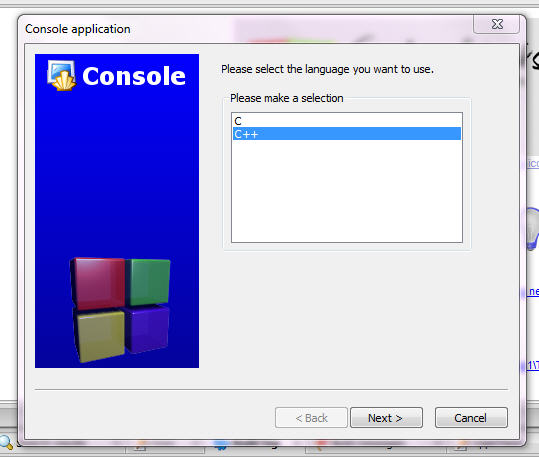 Console application
Console
Please select the language you want to use.
Please make a selection
C
C++
< Back
Next >
Cancel